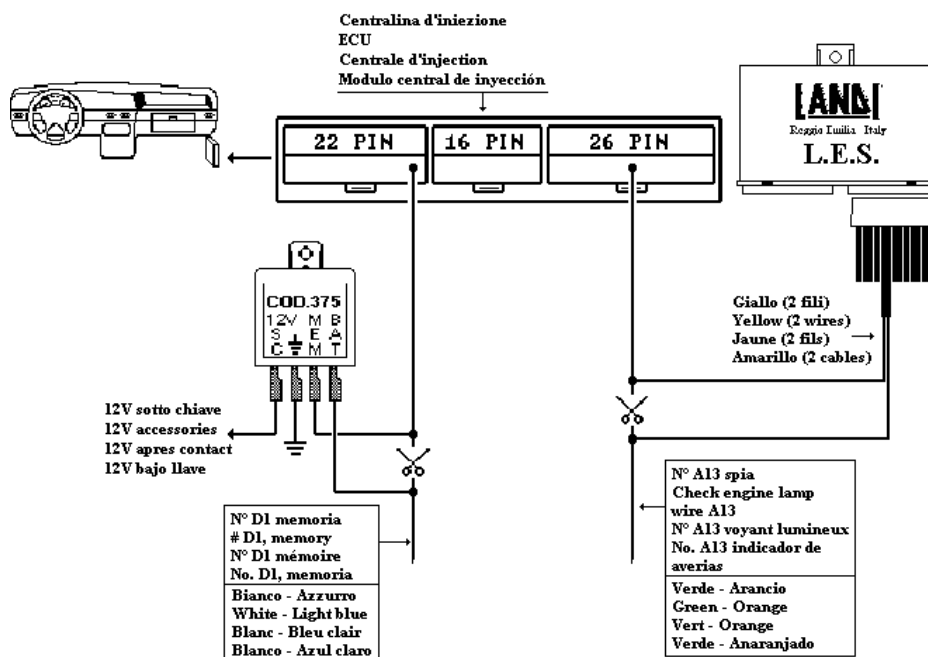 Centralina d'iniezione
ECU
Centrale d'injection
Modulo central de inyección
22 PIN
16 PIN
26 PIN
LANDI
Reggio Emilia Italy
L.E.S.
COD.375
12V M B
S E A
C M T
Giallo (2 fili)
Yellow (2 wires)
Jaune (2 fils)
Amarillo (2 cables)
12V sotto chiave
12V accessories
12V apres contact
12V bajo llave
N° D1 memoria
# D1, memory
N° D1 mémoire
No. D1, memoria
Bianco - Azzurro
White - Light blue
Blanc - Bleu clair
Blanco - Azul claro
N° A13 spia
Check engine lamp
wire A13
N° A13 voyant lumineux
No. A13 indicador de
averias
Verde - Arancio
Green - Orange
Vert - Orange
Verde - Anaranjado